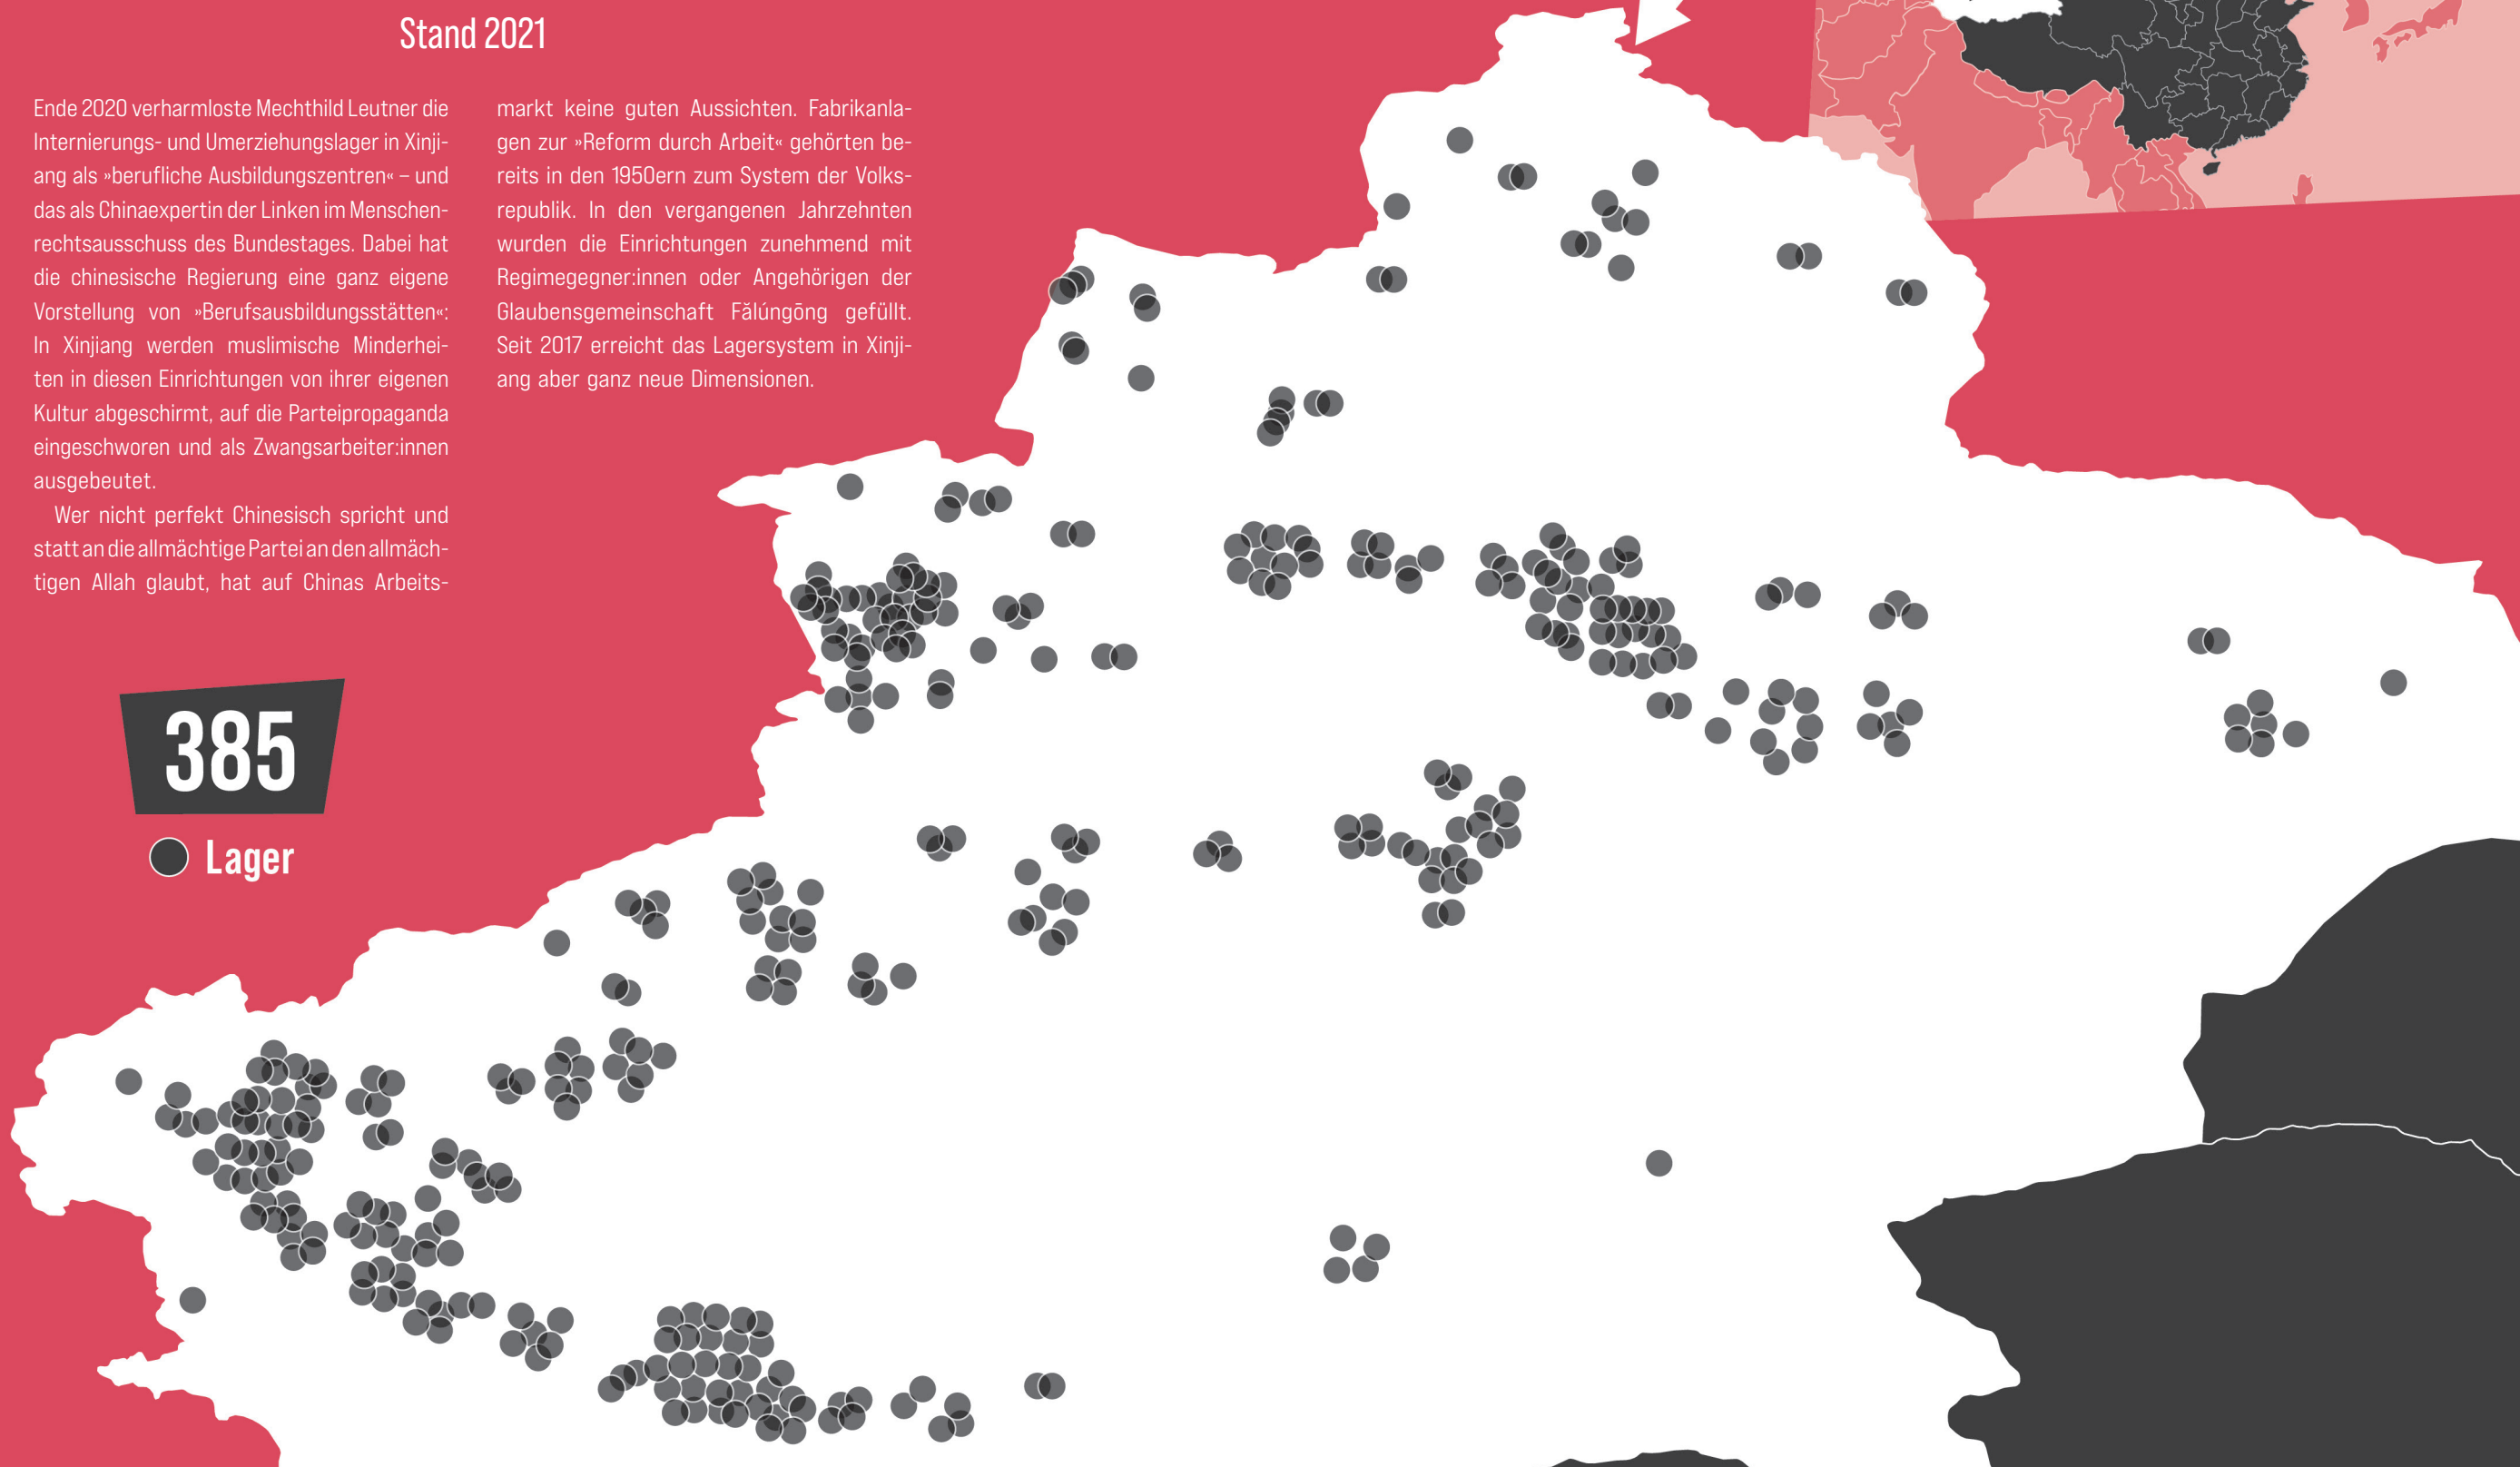 Stand 2021
Ende 2020 verharmloste Mechthild Leutner die
Internierungs- und Umerziehungslager in Xinji-
ang als »berufliche Ausbildungszentren« – und
das als Chinaexpertin der Linken im Menschen-
rechtsausschuss des Bundestages. Dabei hat
die chinesische Regierung eine ganz eigene
Vorstellung von »Berufsausbildungsstätten«:
In Xinjiang werden muslimische Minderhei-
ten in diesen Einrichtungen von ihrer eigenen
Kultur abgeschirmt, auf die Parteipropaganda
eingeschworen und als Zwangsarbeiter:innen
ausgebeutet.
Wer nicht perfekt Chinesisch spricht und
statt an die allmächtige Partei an den allmäch-
tigen Allah glaubt, hat auf Chinas Arbeits-
markt keine guten Aussichten. Fabrikanla-
gen zur »Reform durch Arbeit« gehörten be-
reits in den 1950ern zum System der Volks-
republik. In den vergangenen Jahrzehnten
wurden die Einrichtungen zunehmend mit
Regimegegner:innen oder Angehörigen der
Glaubensgemeinschaft Fǎlúngōng gefüllt.
Seit 2017 erreicht das Lagersystem in Xinji-
ang aber ganz neue Dimensionen.
385
Lager